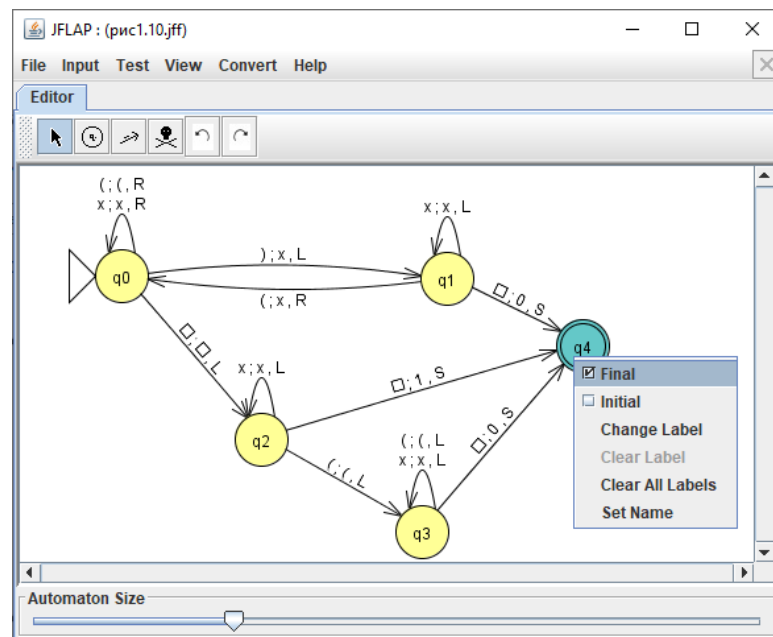 JFLAP : (рис1.10.jff)
File Input Test View Convert Help
Editor
( ; ( , R
x ; x , R
x ; x , L
q0
) ; x , L
( ; x , R
q1
□ ; 0 , S
q4
□ ; □ , L
x ; x , L
□ ; 1 , S
q2
( ; ( , L
( ; ( , L
x ; x , L
□ ; 0 , S
q3
Final
Initial
Change Label
Clear Label
Clear All Labels
Set Name
Automaton Size